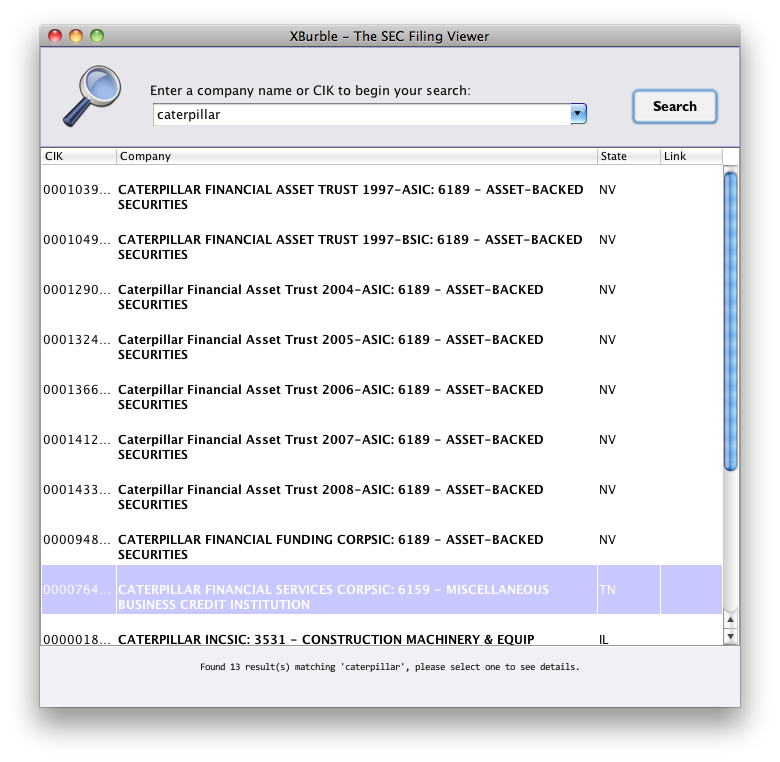 XBurble – The SEC Filing Viewer
Enter a company name or CIK to begin your search:
caterpillar
Search
CIK Company State Link
0001039... CATERPILLAR FINANCIAL ASSET TRUST 1997-ASIC: 6189 – ASSET-BACKED NV
SECURITIES
0001049... CATERPILLAR FINANCIAL ASSET TRUST 1997-BSIC: 6189 – ASSET-BACKED NV
SECURITIES
0001290... Caterpillar Financial Asset Trust 2004-ASIC: 6189 – ASSET-BACKED NV
SECURITIES
0001324... Caterpillar Financial Asset Trust 2005-ASIC: 6189 – ASSET-BACKED NV
SECURITIES
0001366... Caterpillar Financial Asset Trust 2006-ASIC: 6189 – ASSET-BACKED NV
SECURITIES
0001412... Caterpillar Financial Asset Trust 2007-ASIC: 6189 – ASSET-BACKED NV
SECURITIES
0001433... Caterpillar Financial Asset Trust 2008-ASIC: 6189 – ASSET-BACKED NV
SECURITIES
0000948... CATERPILLAR FINANCIAL FUNDING CORPSIC: 6189 – ASSET-BACKED NV
SECURITIES
0000764... CATERPILLAR FINANCIAL SERVICES CORPSIC: 6159 – MISCELLANEOUS TN
BUSINESS CREDIT INSTITUTION
0000018... CATERPILLAR INCSIC: 3531 – CONSTRUCTION MACHINERY & EQUIP IL
Found 13 result(s) matching 'caterpillar', please select one to see details.